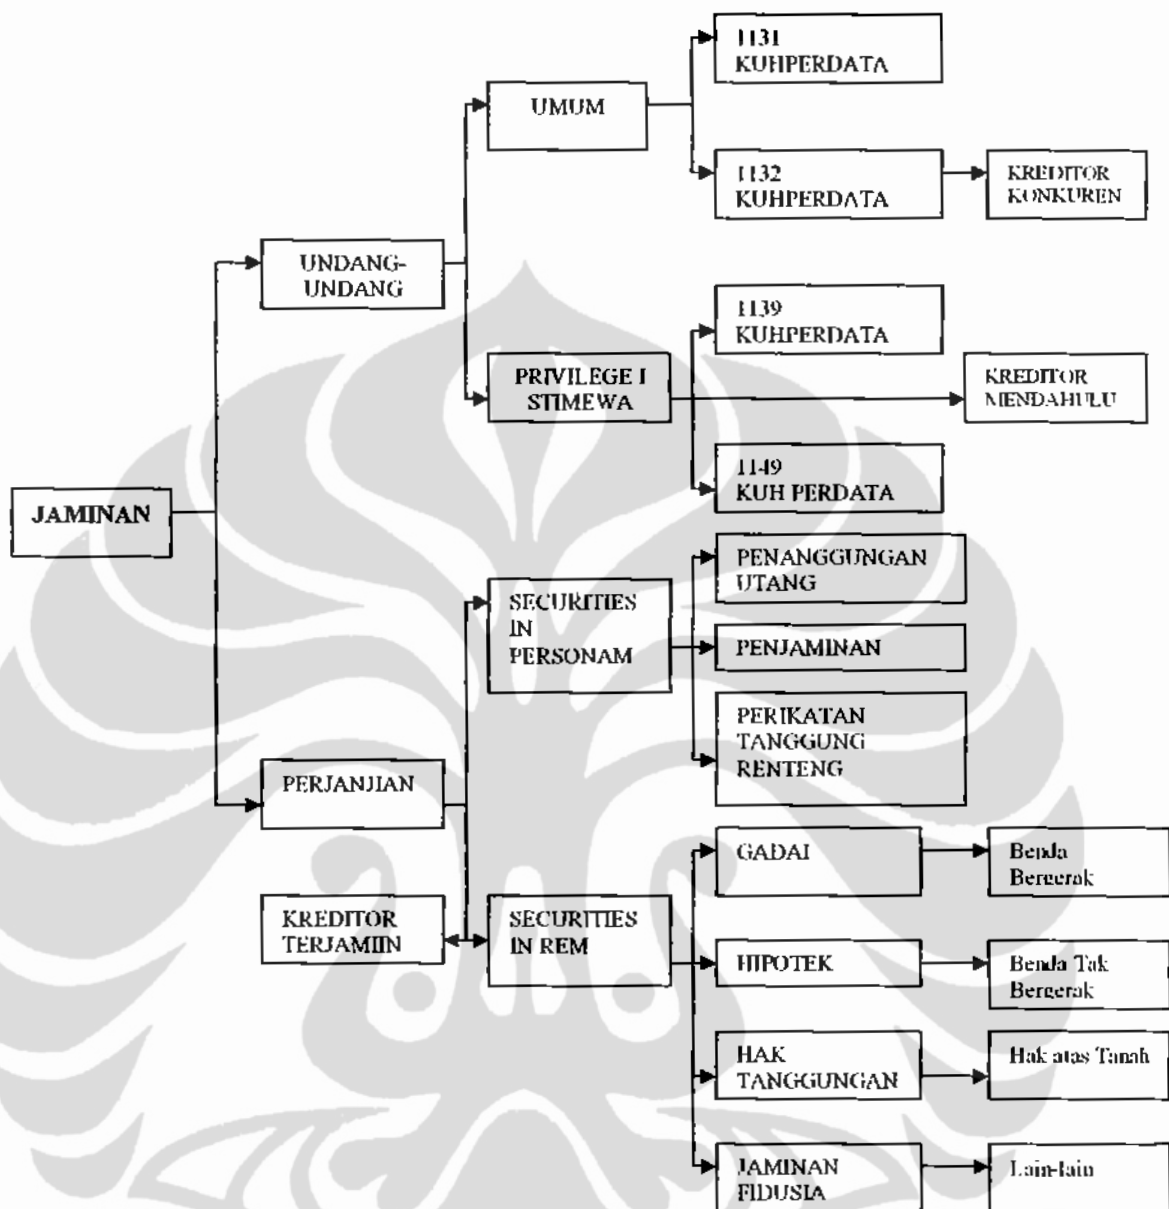 1131
KUHPERDATA
UMUM
1132
KUHPERDATA
KREDITOR
KONKUREN
UNDANG-
UNDANG
1139
KUHPERDATA
PRIVILEGE I
STIMEWA
KREDITOR
MENDAHULU
1149
KUH PERDATA
JAMINAN
PENANGGUNGAN
UTANG
SECURITIES
IN
PERSONAM
PENJAMINAN
PERIKATAN
TANGGUNG
RENTENG
PERJANJIAN
GADAI
Benda
Bergerak
KREDITOR
TERJAMIIN
SECURITIES
IN REM
HIPOTEK
Benda Tak
Bergerak
HAK
TANGGUNGAN
Hak atas Tanah
JAMINAN
FIDUSIA
Lain-lain